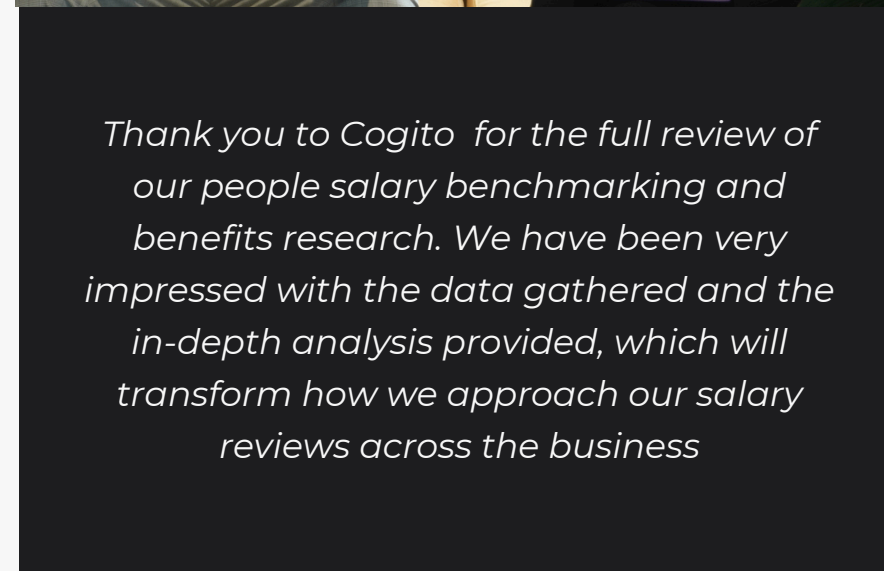 Thank you to Cogito  for the full review of
our people salary benchmarking and
benefits research. We have been very
impressed with the data gathered and the
in-depth analysis provided, which will
transform how we approach our salary
reviews across the business